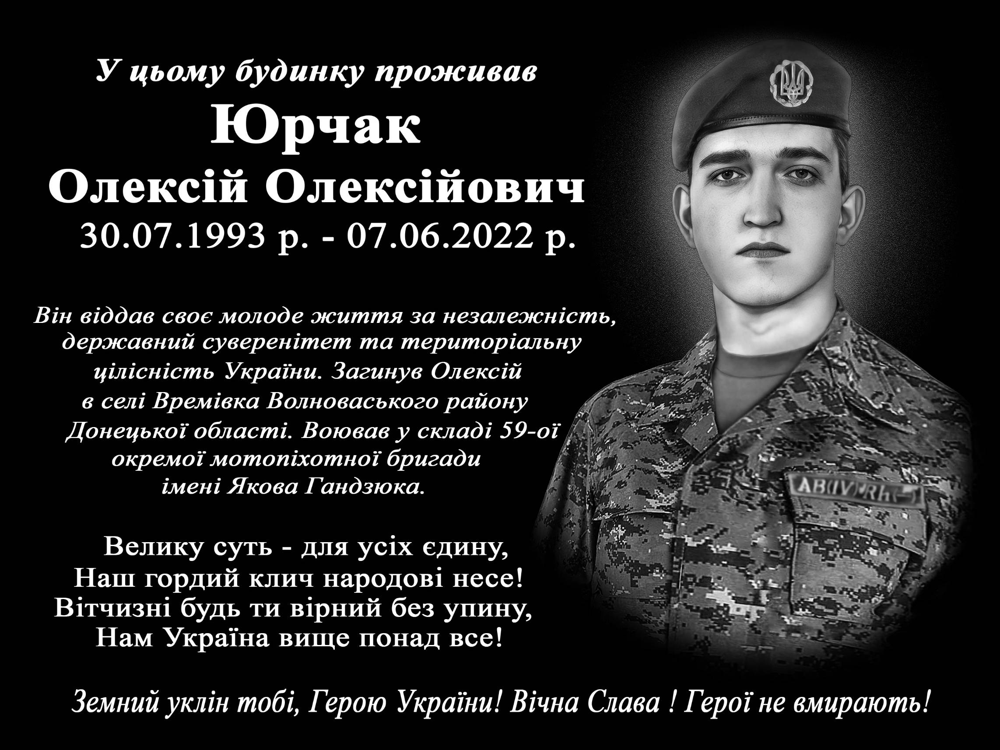 У цьому будинку проживав
Юрчак
Олексій Олексійович
30.07.1993 р. - 07.06.2022 р.
Він віддав своє молоде життя за незалежність,
державний суверенітет та територіальну
цілісність України. Загинув Олексій
в селі Времівка Волноваського району
Донецької області. Воював у складі 59-ої
окремої мотопіхотної бригади
імені Якова Гандзюка.
AB(IV) Rh(–)
Велику суть - для усіх єдину,
Наш гордий клич народові несе!
Вітчизні будь ти вірний без упину,
Нам Україна вище понад все!
Земний уклін тобі, Герою України! Вічна Слава ! Герої не вмирають!